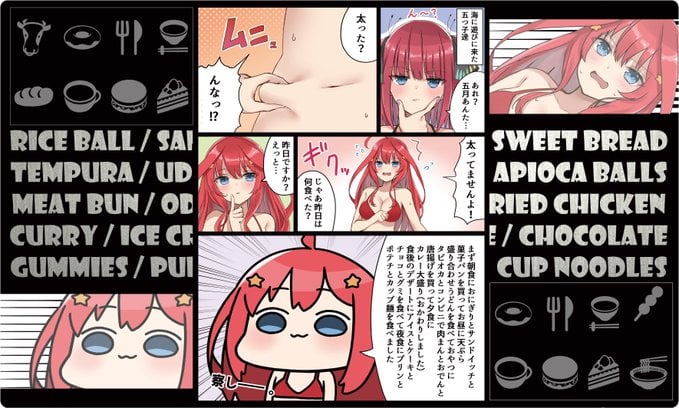 RICE BALL / SA
TEMPURA / UD
MEAT BUN / OD
CURRY / ICE CR
GUMMIES / PU
海に遊びに来た
五つ子達
ん〜?
あれ?
五月あんた…
太った?
ムニュ
んなっ!?
太ってませんよ!
ギクッ
じゃあ昨日は
何食べた?
昨日ですか?
えっと…
まず朝食におにぎりとサンドイッチと
菓子パンを買ってお昼に天ぷら
盛り合わせうどんを食べておやつに
タピオカとコンビニで肉まんとおでんと
唐揚げを買って夕食に
カレー大盛り(おかわりしました)
食後のデザートにアイスとケーキと
チョコとグミを食べて夜食にプリンと
ポテチとカップ麺を食べました
察し――。
SWEET BREAD
APIOCA BALLS
RIED CHICKEN
E / CHOCOLATE
CUP NOODLES